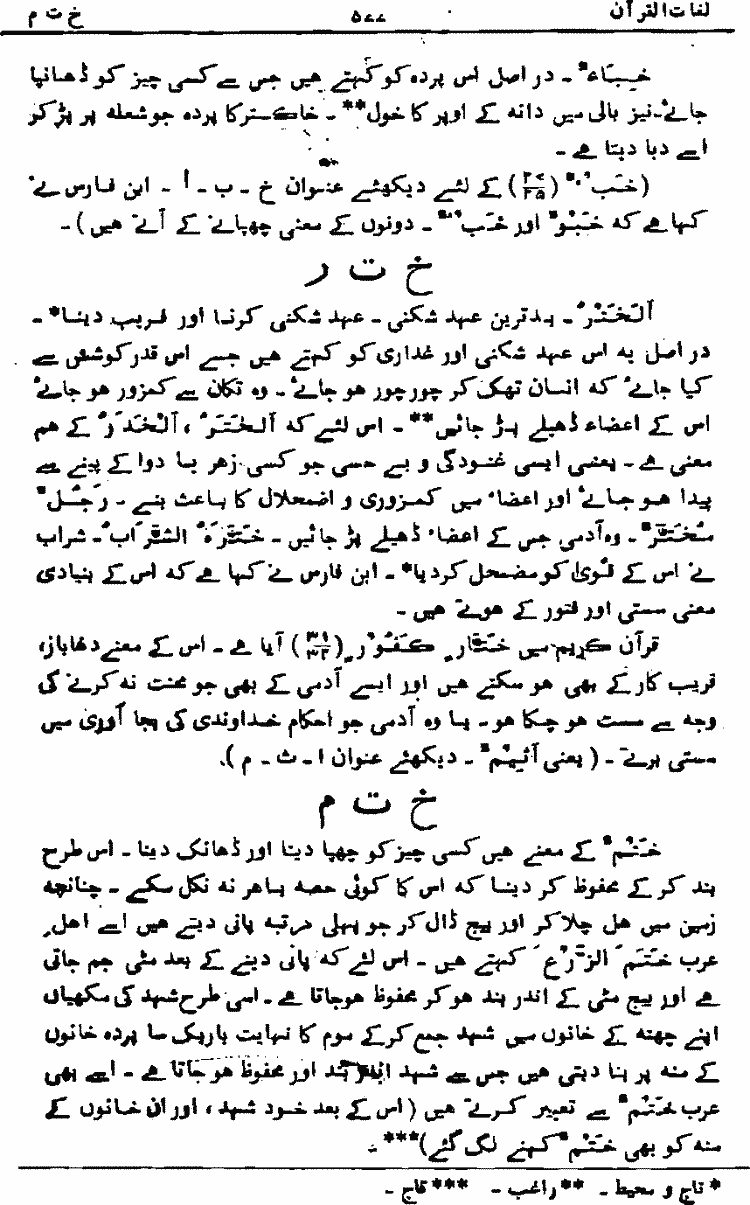 لغات القرآن ۵۷۷ خ ت م
خِبَاءٌ ۔ در اصل اس پردہ کو کہتے ہیں جس سے کسی چیز کو ڈھانپا
جائے۔ نیز بالی میں دانہ کے اوپر کا خول** ۔ خاکستر کا پردہ جو شعلہ پر پڑ کر
اسے دبا دیتا ہے ۔
(خَبْءٌ (۲۷/۲۵) کے لئے دیکھئے عنوان خ ۔ ب ۔ أ ۔ ابن فارس نے
کہا ہے کہ خَبْوٌ اور خَبْءٌ ۔ دونوں کے معنی چھپانے کے آتے ہیں) ۔
خ ت ر
اَلْخَتْرُ ۔ بدترین عہد شکنی ۔ عہد شکنی کرنا اور فریب دینا* ۔
در اصل یہ اس عہد شکنی اور غداری کو کہتے ہیں جسے اس قدر کوشش سے
کیا جائے کہ انسان تھک کر چور چور ہو جائے ۔ وہ تکان سے کمزور ہو جائے
اس کے اعضاء ڈھیلے پڑ جائیں** ۔ اس لئے کہ اَلْخَتَرُ ، اَلْخَدَرُ کے ہم
معنی ہے ۔ یعنی ایسی غنودگی و بے حسی جو کسی زہر یا دوا کے پینے سے
پیدا ہو جائے اور اعضاء میں کمزوری و اضمحلال کا باعث بنے ۔ رَجُلٌ
مُخَتَّرٌ ۔ وہ آدمی جس کے اعضاء ڈھیلے پڑ جائیں ۔ خَتَّرَہُ الشَّرَابُ ۔ شراب
نے اس کے قُویٰ کو مضمحل کر دیا* ۔ ابن فارس نے کہا ہے کہ اس کے بنیادی
معنی سستی اور فتور کے ہوتے ہیں ۔
قرآن کریم میں خَتَّارٍ کَفُوْرٍ (۳۱/۳۲) آیا ہے ۔ اس کے معنے دغاباز،
فریب کار کے بھی ہو سکتے ہیں اور ایسے آدمی کے بھی جو محنت نہ کرنے کی
وجہ سے سست ہو چکا ہو ۔ یا وہ آدمی جو احکام خداوندی کی بجا آوری میں
سستی برتے ۔ (یعنی اَثِیْمٌ ۔ دیکھئے عنوان ا ۔ ث ۔ م)۔
خ ت م
خَتْمٌ کے معنے ہیں کسی چیز کو چھپا دینا اور ڈھانک دینا ۔ اس طرح
بند کر کے محفوظ کر دینا کہ اس کا کوئی حصہ باہر نہ نکل سکے ۔ چنانچہ
زمین میں ہل چلا کر اور بیج ڈال کر جو پہلی مرتبہ پانی دیتے ہیں اسے اہل
عرب خَتَمَ الزَّرْعَ کہتے ہیں ۔ اس لئے کہ پانی دینے کے بعد مٹی جم جاتی
ہے اور بیج مٹی کے اندر بند ہو کر محفوظ ہو جاتا ہے ۔ اسی طرح شہد کی مکھیاں
اپنے چھتہ کے خانوں میں شہد جمع کر کے موم کا نہایت باریک سا پردہ خانوں
کے منہ پر بنا دیتی ہیں جس سے شہد اندر بند اور محفوظ ہو جاتا ہے ۔ اسے بھی
عرب خَتْمٌ سے تعبیر کرتے ہیں (اس کے بعد خود شہد ، اور ان خانوں کے
منہ کو بھی خَتْمٌ کہنے لگ گئے)*** ۔
* تاج و محیط ۔ ** راغب ۔ *** تاج ۔